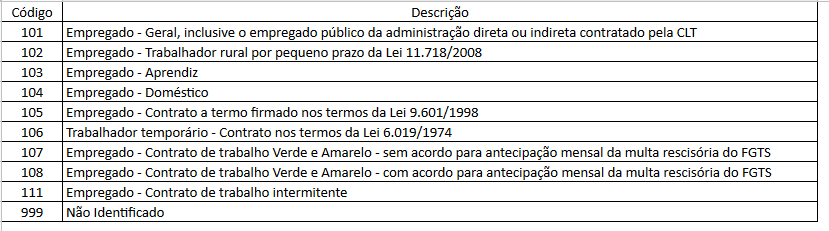 Código Descrição
101 Empregado - Geral, inclusive o empregado público da administração direta ou indireta contratado pela CLT
102 Empregado - Trabalhador rural por pequeno prazo da Lei 11.718/2008
103 Empregado - Aprendiz
104 Empregado - Doméstico
105 Empregado - Contrato a termo firmado nos termos da Lei 9.601/1998
106 Trabalhador temporário - Contrato nos termos da Lei 6.019/1974
107 Empregado - Contrato de trabalho Verde e Amarelo - sem acordo para antecipação mensal da multa rescisória do FGTS
108 Empregado - Contrato de trabalho Verde e Amarelo - com acordo para antecipação mensal da multa rescisória do FGTS
111 Empregado - Contrato de trabalho intermitente
999 Não Identificado